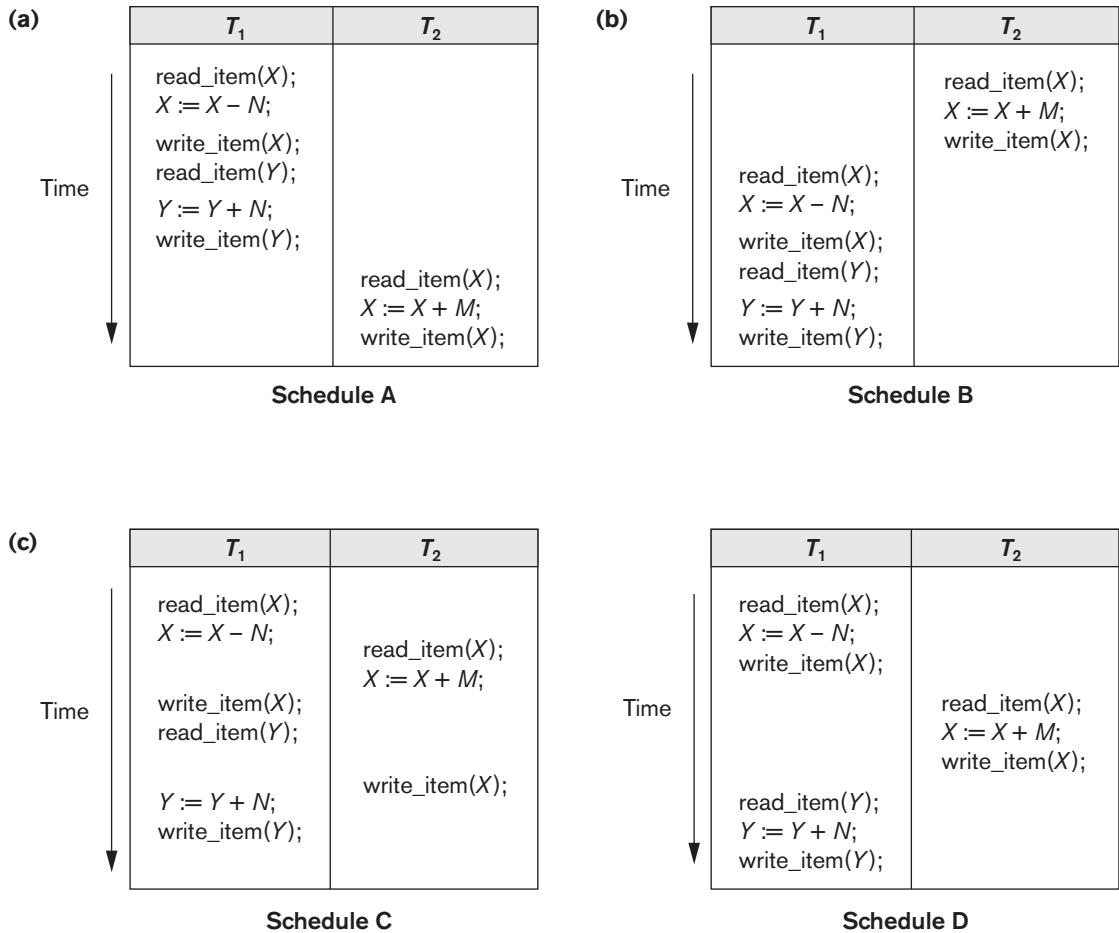 (a)
T1 T2
read_item(X);
X := X – N;
write_item(X);
read_item(Y);
Time
Y := Y + N;
write_item(Y);
read_item(X);
X := X + M;
write_item(X);
Schedule A
(b)
T1 T2
read_item(X);
X := X + M;
write_item(X);
Time
read_item(X);
X := X – N;
write_item(X);
read_item(Y);
Y := Y + N;
write_item(Y);
Schedule B
(c)
T1 T2
read_item(X);
X := X – N;
read_item(X);
X := X + M;
Time
write_item(X);
read_item(Y);
write_item(X);
Y := Y + N;
write_item(Y);
Schedule C
T1 T2
read_item(X);
X := X – N;
write_item(X);
Time
read_item(X);
X := X + M;
write_item(X);
read_item(Y);
Y := Y + N;
write_item(Y);
Schedule D